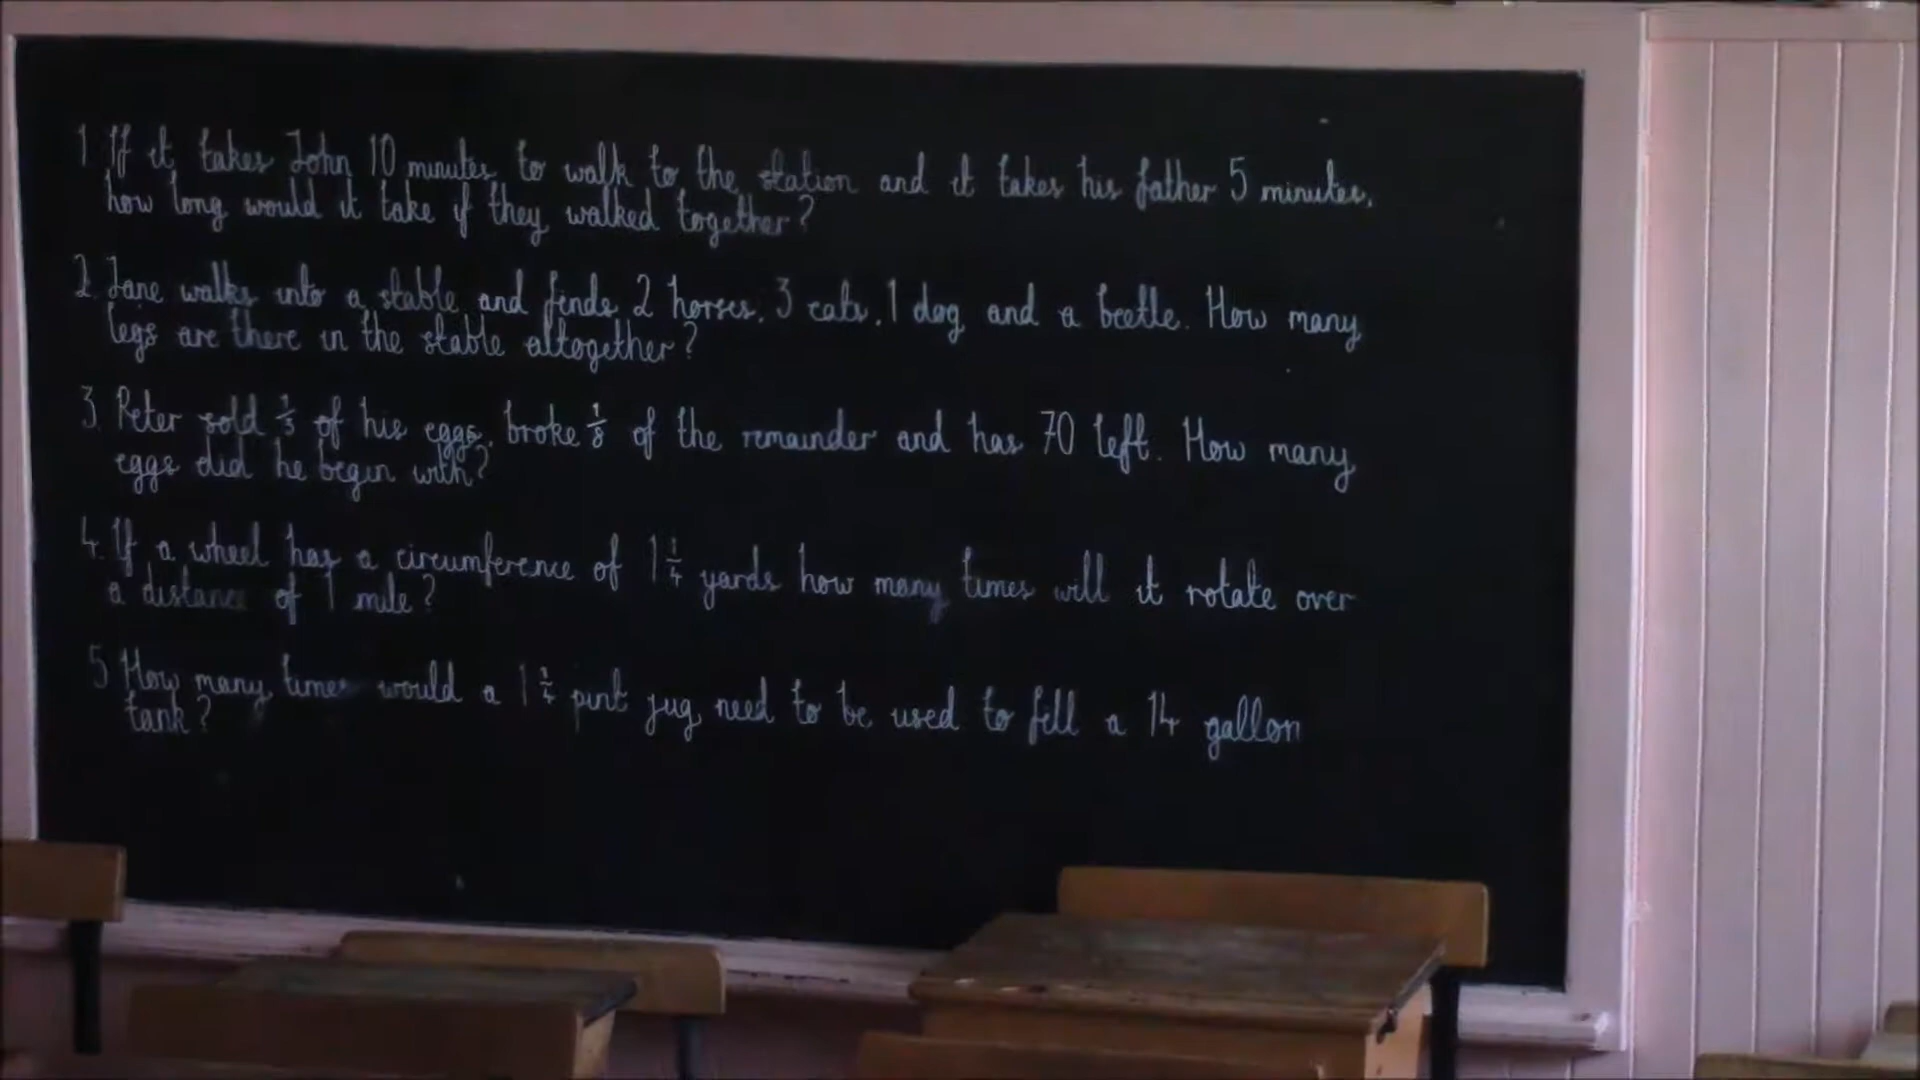 1 If it takes John 10 minutes to walk to the station and it takes his father 5 minutes,
how long would it take if they walked together?
2. Jane walks into a stable and finds 2 horses, 3 cats, 1 dog and a beetle. How many
legs are there in the stable altogether?
3. Peter sold 1/3 of his eggs, broke 1/8 of the remainder and has 70 left. How many
eggs did he begin with?
4. If a wheel has a circumference of 1 1/4 yards how many times will it rotate over
a distance of 1 mile?
5 How many times would a 1 3/4 pint jug need to be used to fill a 14 gallon
tank?